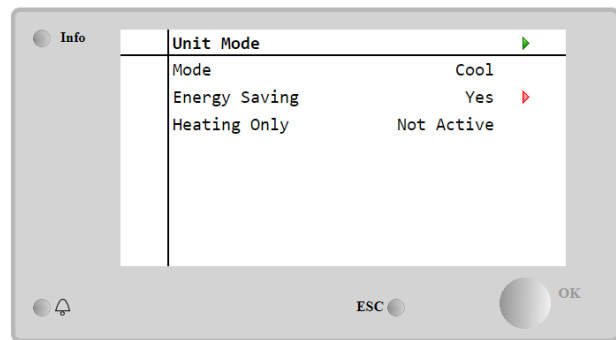 Info
Unit Mode
Mode Cool
Energy Saving Yes
Heating Only Not Active
ESC
OK